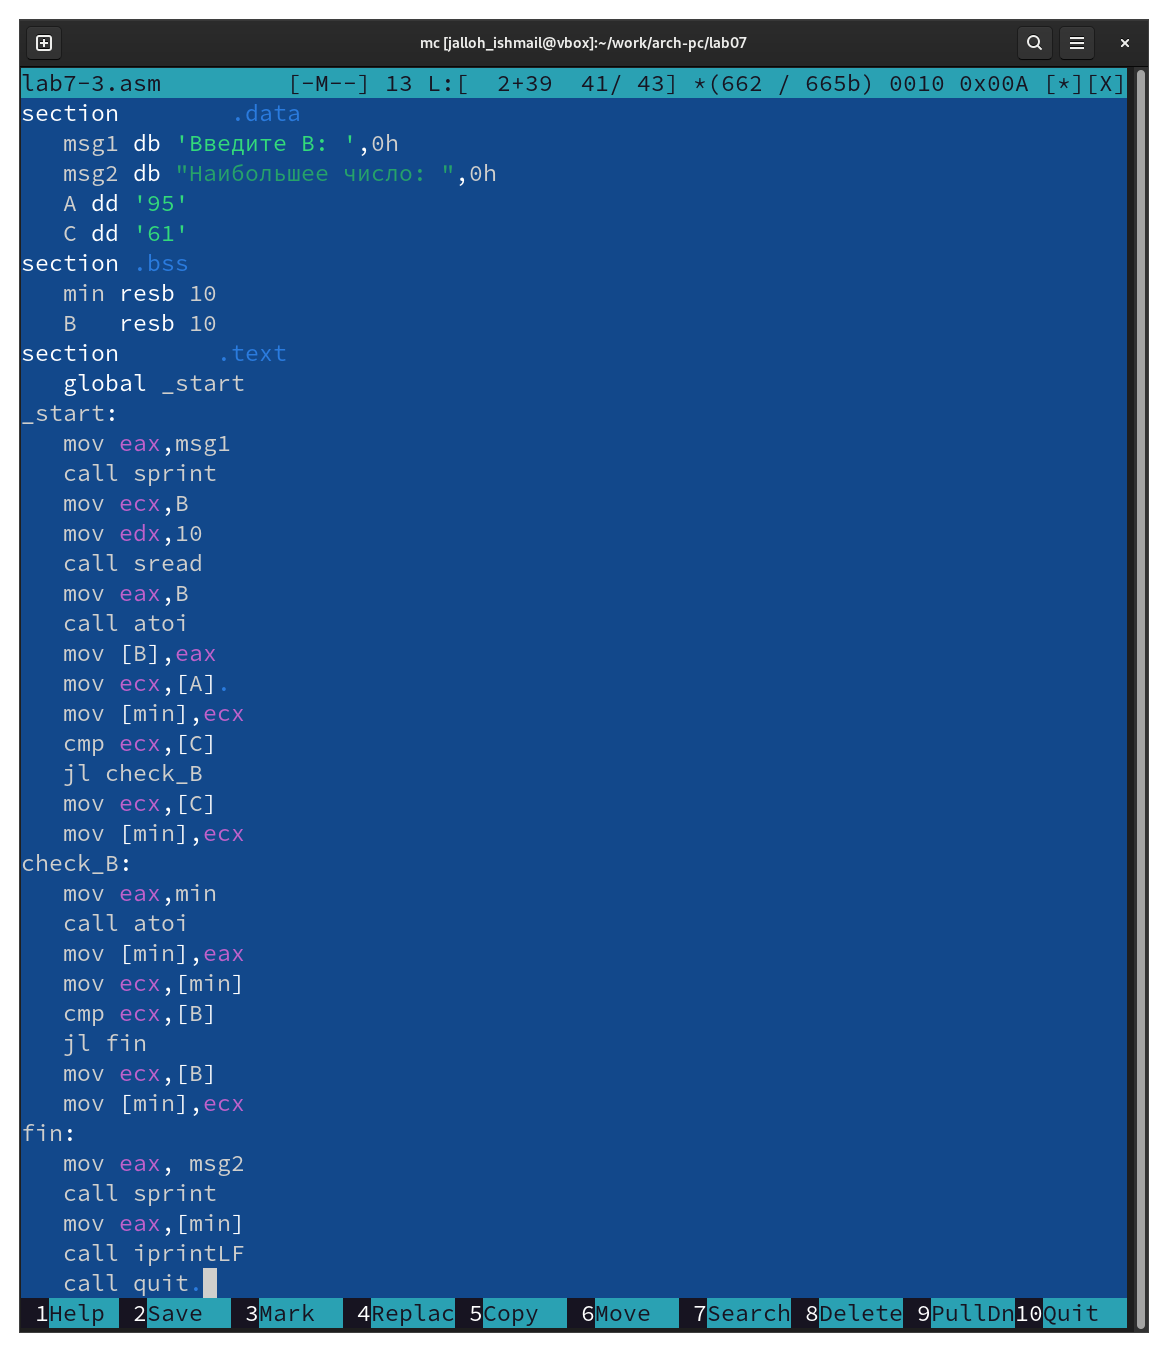 mc [jalloh_ishmail@vbox]:~/work/arch-pc/lab07
lab7-3.asm         [-M--] 13 L:[  2+39  41/ 43] *(662 / 665b) 0010 0x00A [*][X]
section        .data
   msg1 db 'Введите B: ',0h
   msg2 db "Наибольшее число: ",0h
   A dd '95'
   C dd '61'
section .bss
   min resb 10
   B   resb 10
section       .text
   global _start
_start:
   mov eax,msg1
   call sprint
   mov ecx,B
   mov edx,10
   call sread
   mov eax,B
   call atoi
   mov [B],eax
   mov ecx,[A].
   mov [min],ecx
   cmp ecx,[C]
   jl check_B
   mov ecx,[C]
   mov [min],ecx
check_B:
   mov eax,min
   call atoi
   mov [min],eax
   mov ecx,[min]
   cmp ecx,[B]
   jl fin
   mov ecx,[B]
   mov [min],ecx
fin:
   mov eax, msg2
   call sprint
   mov eax,[min]
   call iprintLF
   call quit.
 1Help  2Save   3Mark   4Replac 5Copy   6Move   7Search 8Delete 9PullDn10Quit